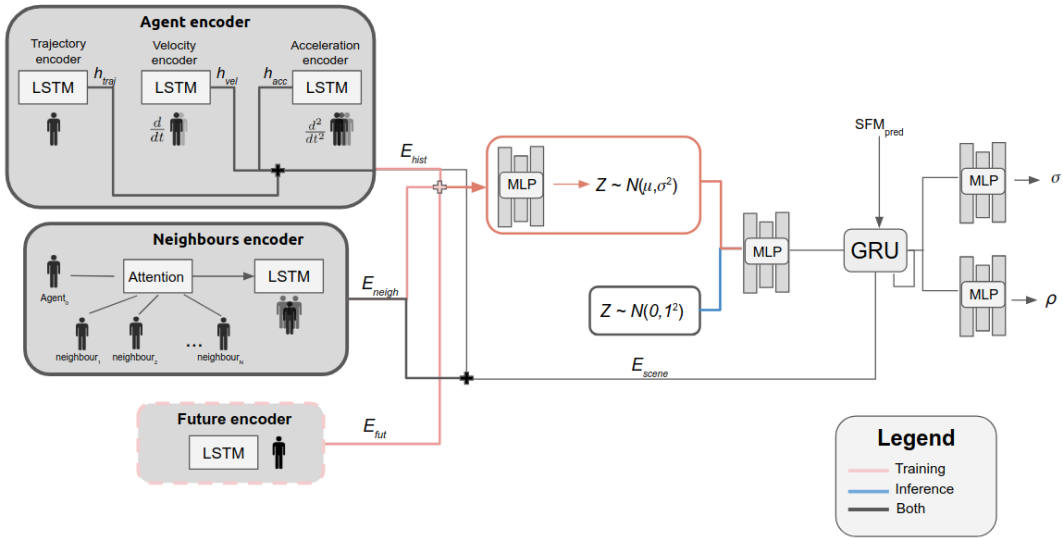 Agent encoder
Trajectory
encoder
Velocity
encoder
Acceleration
encoder
LSTM
h_traj
LSTM
h_vel
h_acc
LSTM
d/dt
d²/dt²
E_hist
SFM_pred
MLP
Z ~ N(μ,σ²)
MLP
σ
Neighbours encoder
MLP
GRU
Attention
LSTM
E_neigh
Agent_0
MLP
ρ
Z ~ N(0,1²)
...
neighbour_1
neighbour_2
neighbour_N
E_scene
Future encoder
E_fut
LSTM
Legend
Training
Inference
Both